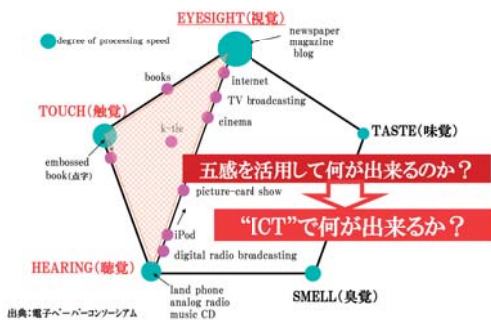 EYESIGHT(視覚)
degree of processing speed
newspaper
magazine
blog
books
internet
TV broadcasting
cinema
TOUCH(触覚)
k-tie
TASTE(味覚)
embossed
book(点字)
五感を活用して何が出来るのか？
picture-card show
“ICT”で何が出来るか？
iPod
digital radio broadcasting
HEARING(聴覚)
land phone
analog radio
music CD
SMELL(臭覚)
出典：電子ペーパーコンソーシアム